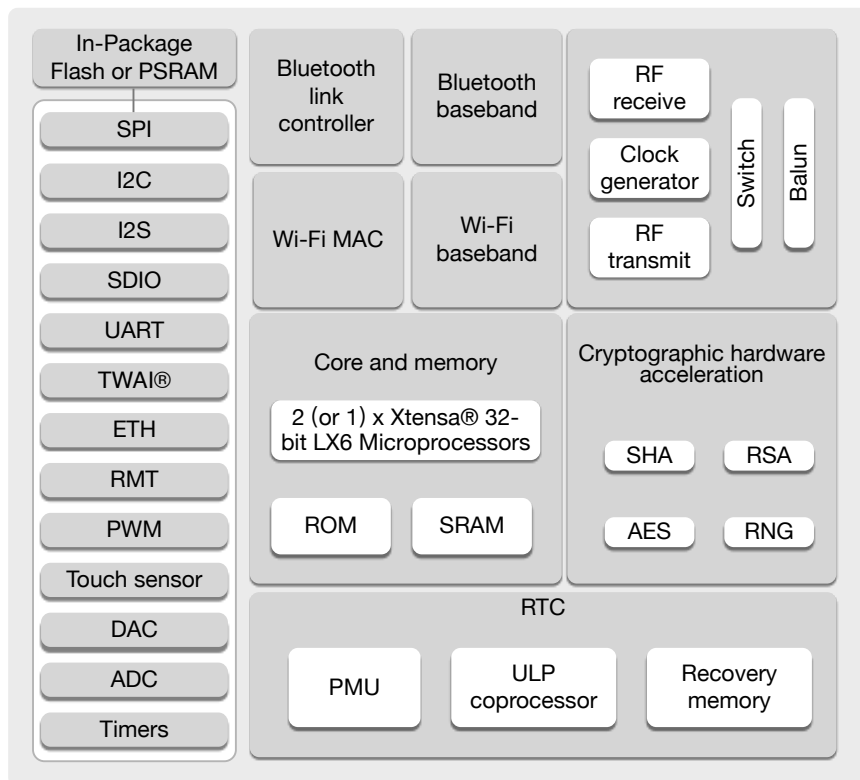 In-Package
Flash or PSRAM
SPI
I2C
I2S
SDIO
UART
TWAI®
ETH
RMT
PWM
Touch sensor
DAC
ADC
Timers
Bluetooth
link
controller
Bluetooth
baseband
Wi-Fi MAC
Wi-Fi
baseband
RF
receive
Clock
generator
RF
transmit
Switch
Balun
Core and memory
2 (or 1) x Xtensa® 32-
bit LX6 Microprocessors
ROM
SRAM
Cryptographic hardware
acceleration
SHA
RSA
AES
RNG
RTC
PMU
ULP
coprocessor
Recovery
memory